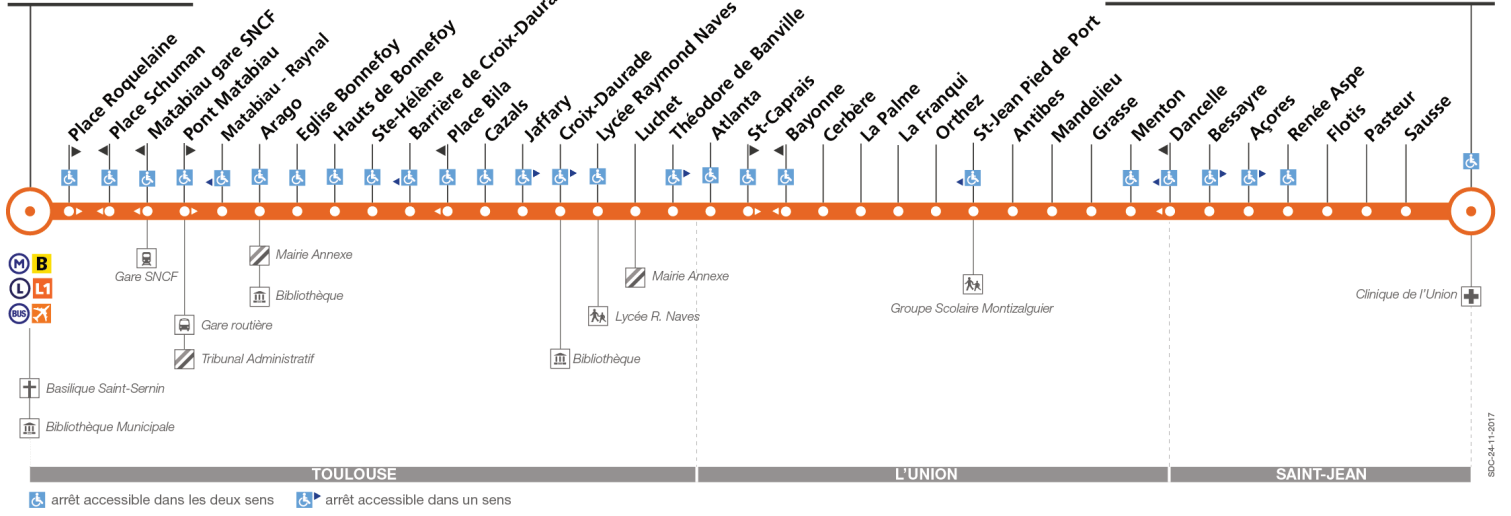 Place Roquelaine
Place Schuman
Matabiau gare SNCF
Pont Matabiau
Matabiau - Raynal
Arago
Eglise Bonnefoy
Hauts de Bonnefoy
Ste-Hélène
Barrière de Croix-Daurade
Place Bila
Cazals
Jaffary
Croix-Daurade
Lycée Raymond Naves
Luchet
Théodore de Banville
Atlanta
St-Caprais
Bayonne
Cerbère
La Palme
La Franqui
Orthez
St-Jean Pied de Port
Antibes
Mandelieu
Grasse
Menton
Dancelle
Bessayre
Açores
Renée Aspe
Flotis
Pasteur
Sausse
M B
L L1
BUS
Gare SNCF
Mairie Annexe
Bibliothèque
Gare routière
Tribunal Administratif
Basilique Saint-Sernin
Bibliothèque Municipale
Mairie Annexe
Lycée R. Naves
Bibliothèque
Groupe Scolaire Montizalguier
Clinique de l'Union
SDC-24-11-2017
TOULOUSE
L'UNION
SAINT-JEAN
arrêt accessible dans les deux sens
arrêt accessible dans un sens